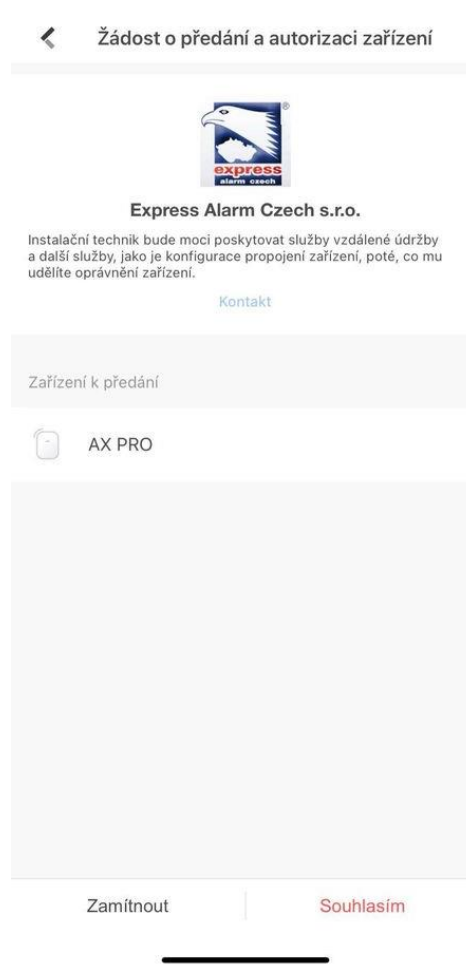 Žádost o předání a autorizaci zařízení
®
express
alarm czech
Express Alarm Czech s.r.o.
Instalační technik bude moci poskytovat služby vzdálené údržby
a další služby, jako je konfigurace propojení zařízení, poté, co mu
udělíte oprávnění zařízení.
Kontakt
Zařízení k předání
AX PRO
Zamítnout
Souhlasím